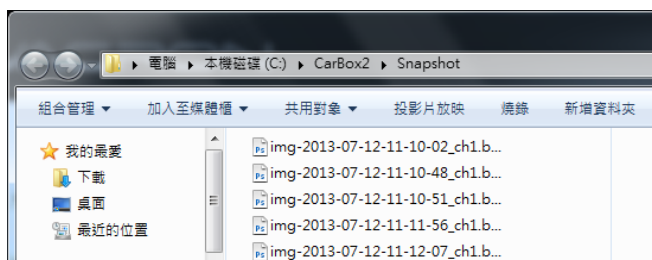 電腦 ▸ 本機磁碟 (C:) ▸ CarBox2 ▸ Snapshot
組合管理 ▼ 加入至媒體櫃 ▼ 共用對象 ▼ 投影片放映 燒錄 新增資料夾
我的最愛
下載
桌面
最近的位置
img-2013-07-12-11-10-02_ch1.b...
img-2013-07-12-11-10-48_ch1.b...
img-2013-07-12-11-10-51_ch1.b...
img-2013-07-12-11-11-56_ch1.b...
img-2013-07-12-11-12-07_ch1.b...